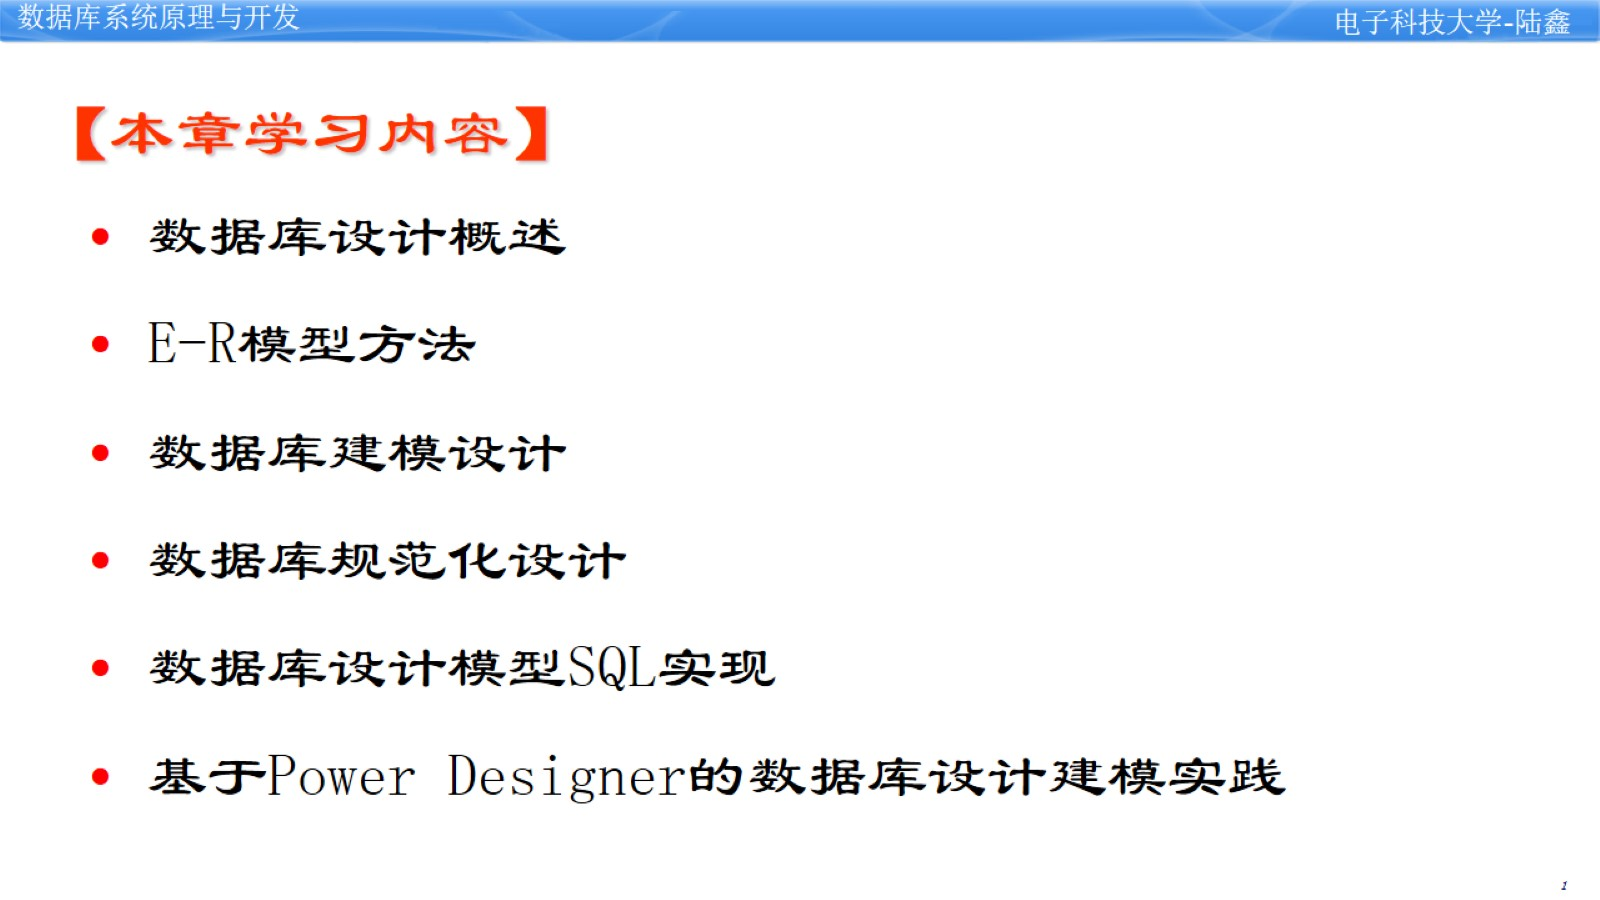 数据库系统原理与开发
电子科技大学-陆鑫
【本章学习内容】
• 数据库设计概述
• E-R模型方法
• 数据库建模设计
• 数据库规范化设计
• 数据库设计模型SQL实现
• 基于Power Designer的数据库设计建模实践
1